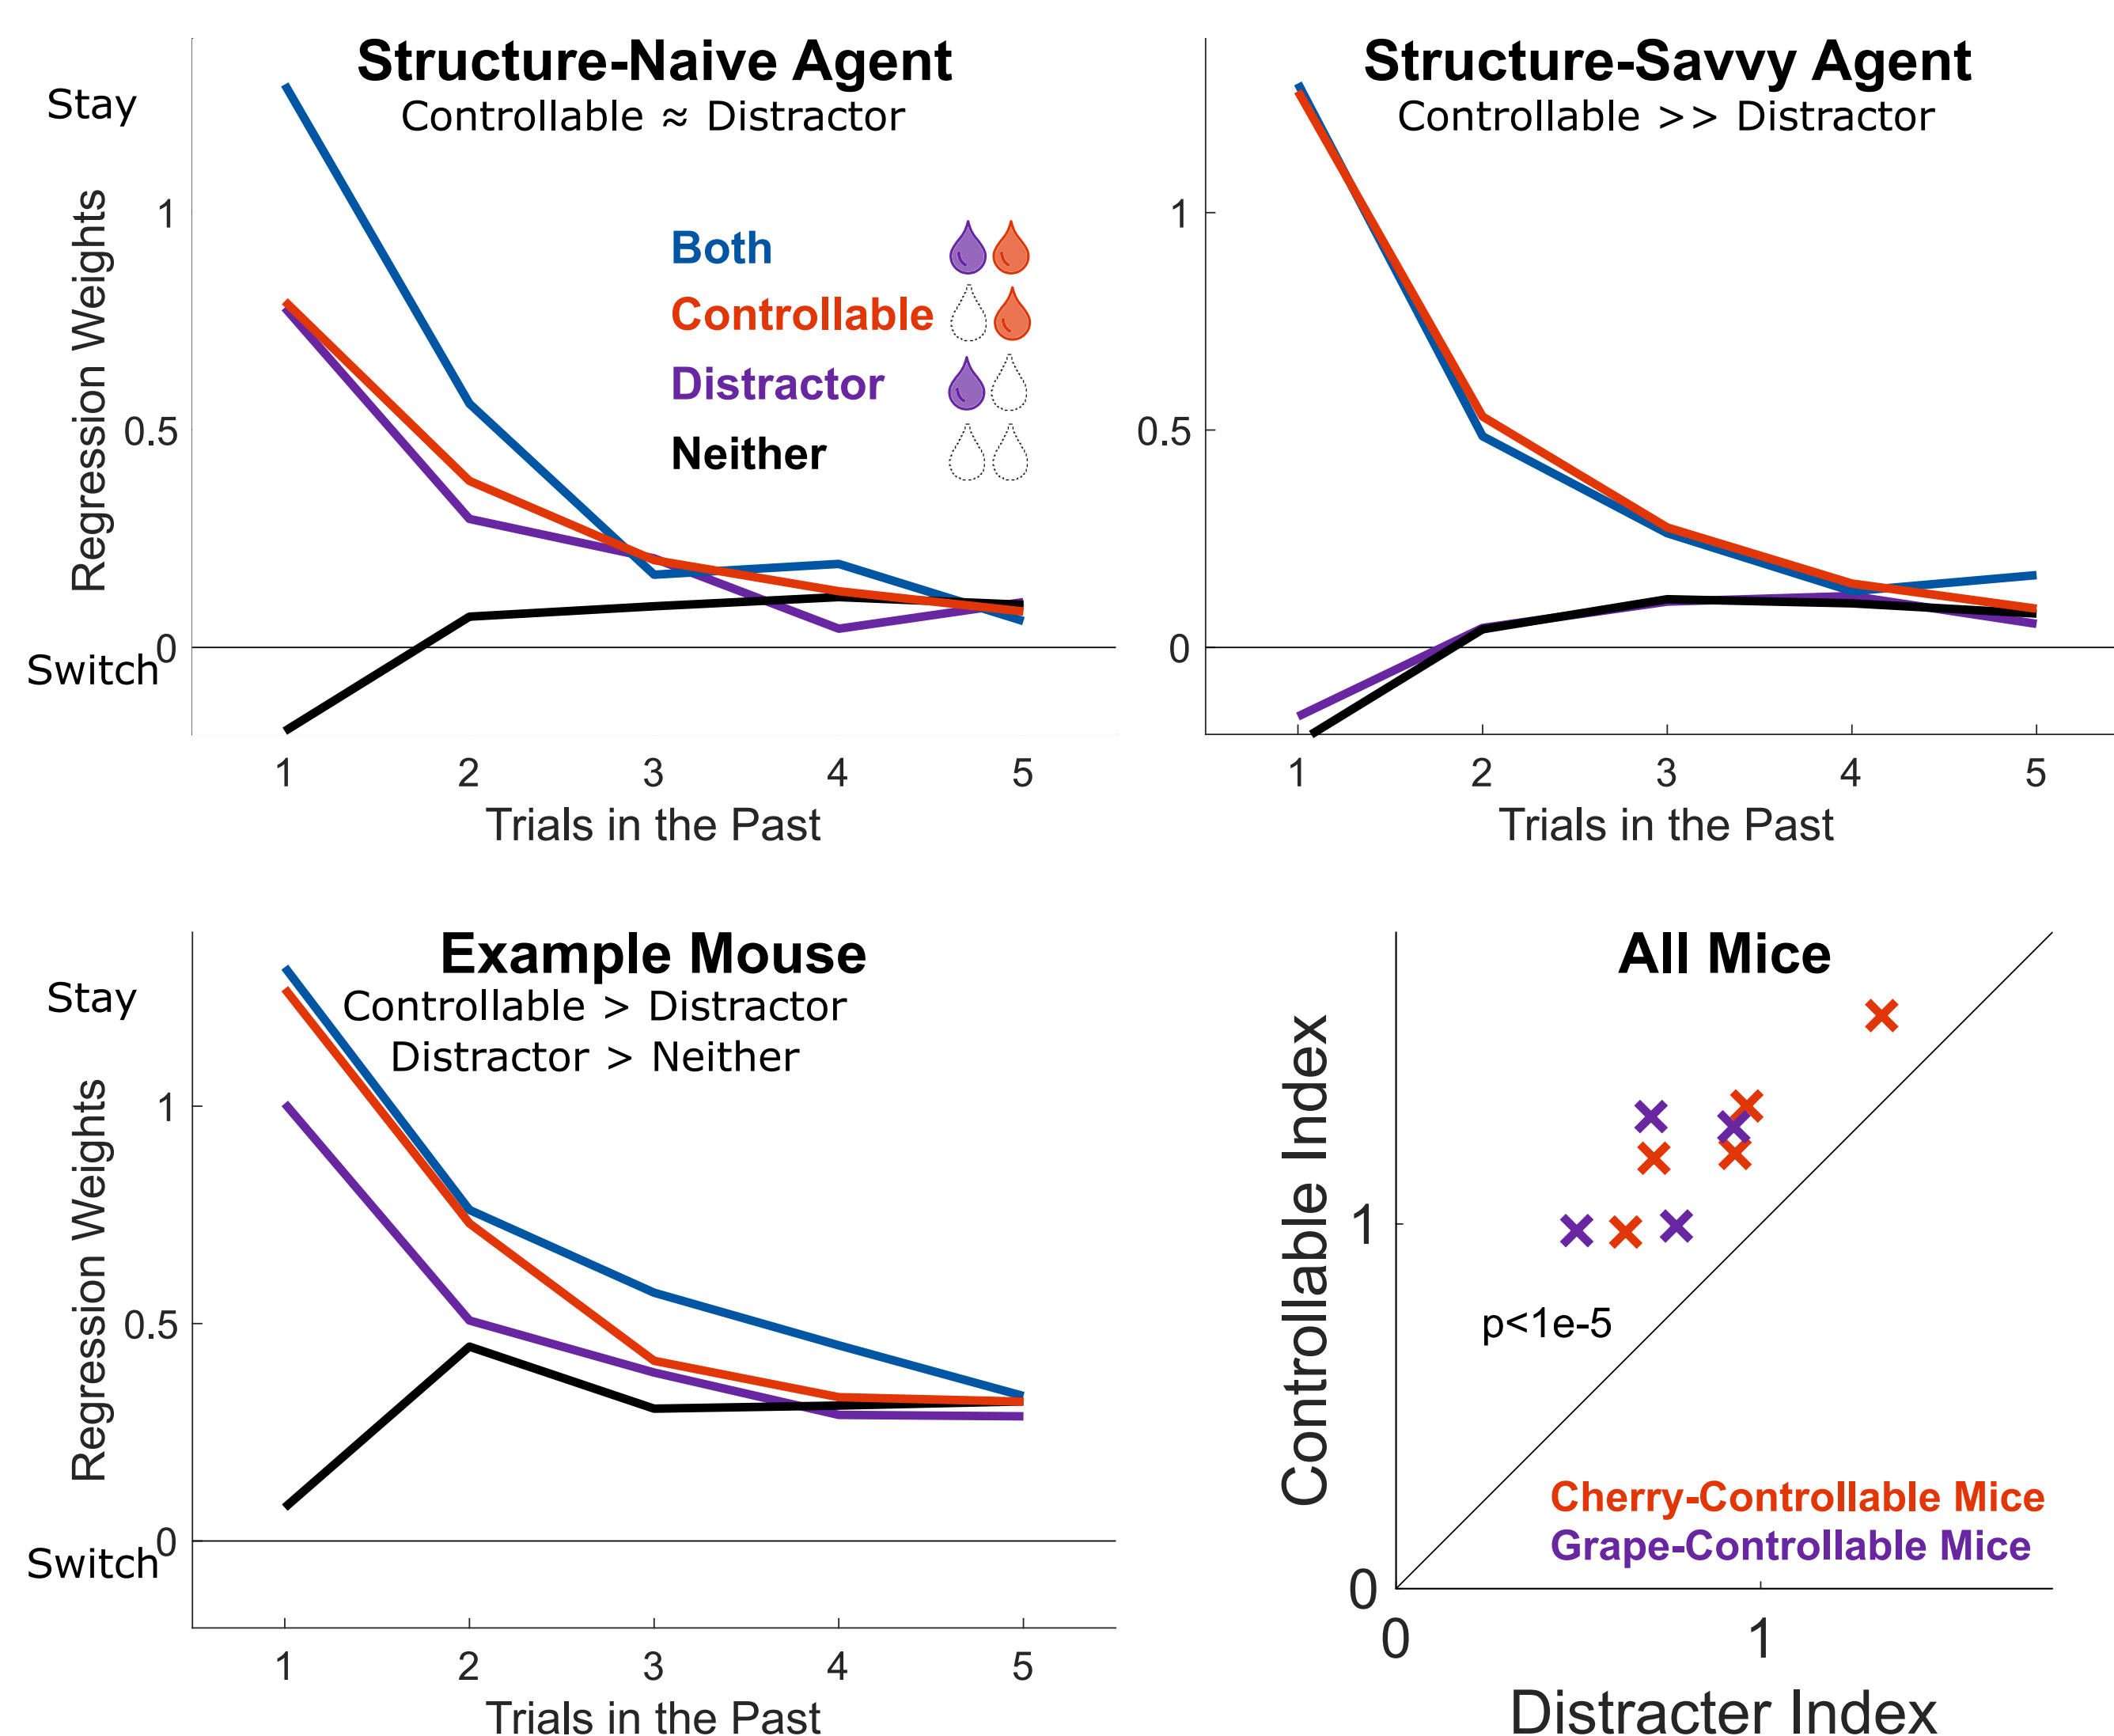 Structure-Naive Agent
Controllable ≈ Distractor
Stay
Regression Weights
1
0.5
0
Switch
Both
Controllable
Distractor
Neither
1 2 3 4 5
Trials in the Past
Structure-Savvy Agent
Controllable >> Distractor
1
0.5
0
1 2 3 4 5
Trials in the Past
Example Mouse
Controllable > Distractor
Distractor > Neither
Stay
Regression Weights
1
0.5
0
Switch
1 2 3 4 5
Trials in the Past
All Mice
Controllable Index
1
0
p<1e-5
Cherry-Controllable Mice
Grape-Controllable Mice
0 1
Distracter Index